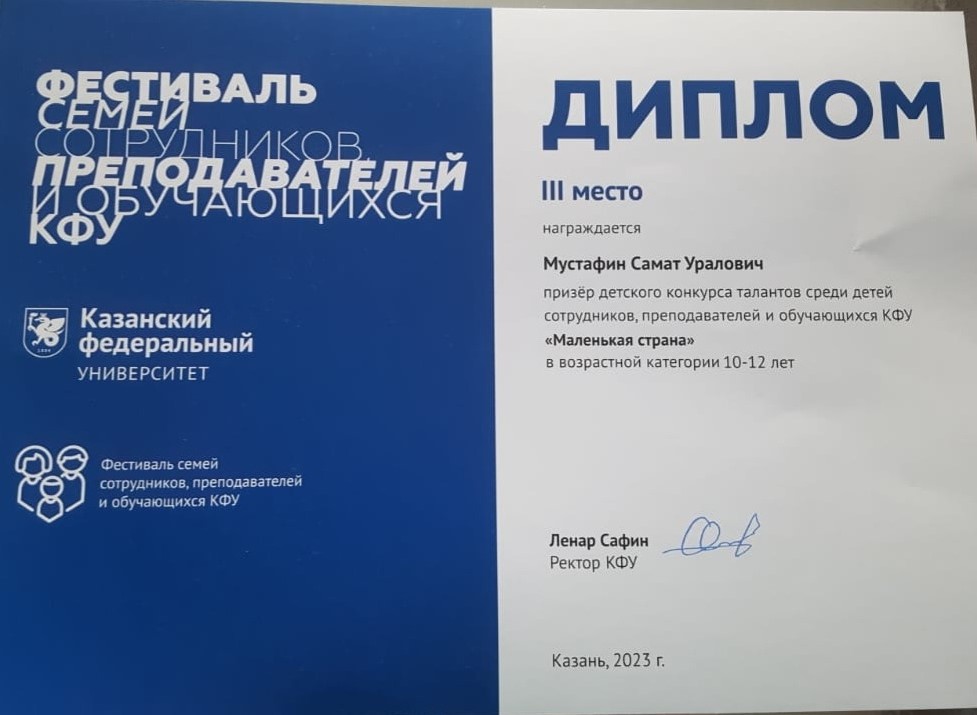 ФЕСТИВАЛЬ
СЕМЕЙ
СОТРУДНИКОВ,
ПРЕПОДАВАТЕЛЕЙ
И ОБУЧАЮЩИХСЯ
КФУ
Казанский
федеральный
УНИВЕРСИТЕТ
Фестиваль семей
сотрудников, преподавателей
и обучающихся КФУ
ДИПЛОМ
III место
награждается
Мустафин Самат Уралович
призёр детского конкурса талантов среди детей
сотрудников, преподавателей и обучающихся КФУ
«Маленькая страна»
в возрастной категории 10-12 лет
Ленар Сафин
Ректор КФУ
Казань, 2023 г.